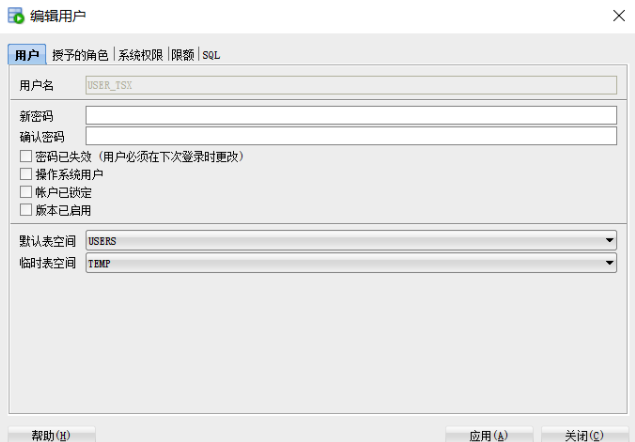 编辑用户
用户 授予的角色 系统权限 限额 SQL
用户名 USER_TSX
新密码
确认密码
密码已失效 (用户必须在下次登录时更改)
操作系统用户
帐户已锁定
版本已启用
默认表空间 USERS
临时表空间 TEMP
帮助(H) 应用(A) 关闭(C)